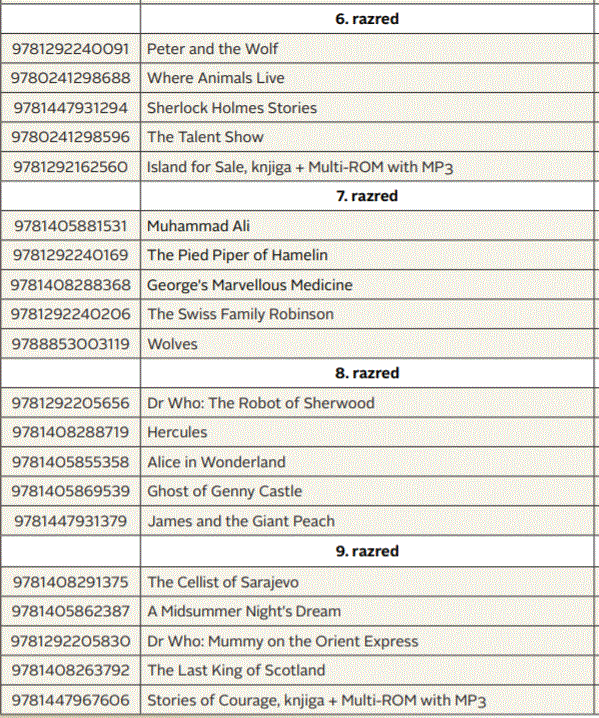 6. razred
9781292240091 Peter and the Wolf
9780241298688 Where Animals Live
9781447931294 Sherlock Holmes Stories
9780241298596 The Talent Show
9781292162560 Island for Sale, knjiga + Multi-ROM with MP3
7. razred
9781405881531 Muhammad Ali
9781292240169 The Pied Piper of Hamelin
9781408288368 George's Marvellous Medicine
9781292240206 The Swiss Family Robinson
9788853003119 Wolves
8. razred
9781292205656 Dr Who: The Robot of Sherwood
9781408288719 Hercules
9781405855358 Alice in Wonderland
9781405869539 Ghost of Genny Castle
9781447931379 James and the Giant Peach
9. razred
9781408291375 The Cellist of Sarajevo
9781405862387 A Midsummer Night's Dream
9781292205830 Dr Who: Mummy on the Orient Express
9781408263792 The Last King of Scotland
9781447967606 Stories of Courage, knjiga + Multi-ROM with MP3